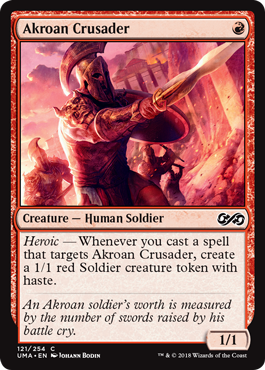 Akroan Crusader
Creature — Human Soldier
Heroic — Whenever you cast a spell
that targets Akroan Crusader, create
a 1/1 red Soldier creature token with
haste.
An Akroan soldier's worth is measured
by the number of swords raised by his
battle cry.
1/1
121/254 C
UMA • EN Johann Bodin
™ & © 2018 Wizards of the Coast